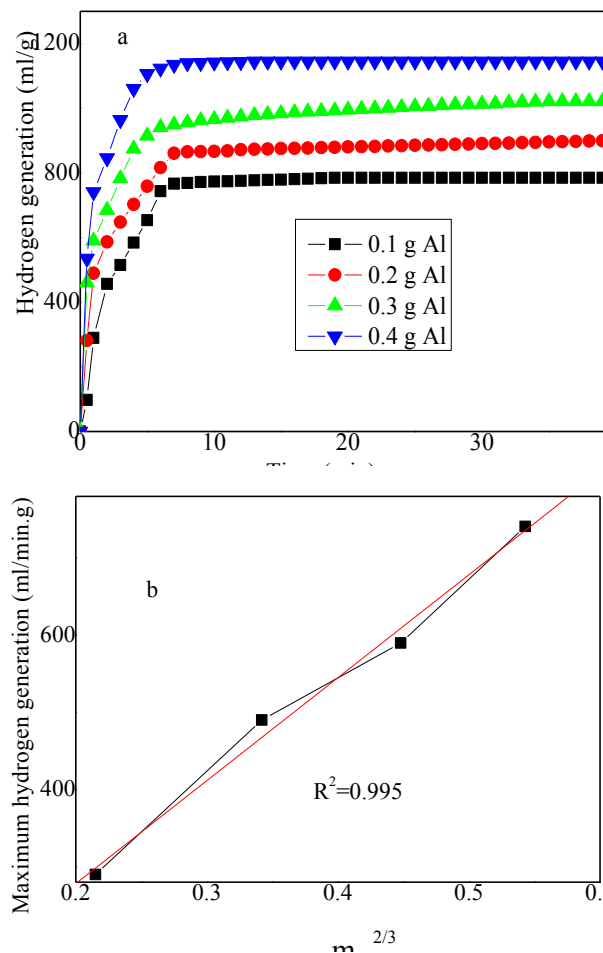 1200
a
Hydrogen generation (ml/g)
800
0.1 g Al
0.2 g Al
0.3 g Al
0.4 g Al
400
0
0 10 20 30
b
Maximum hydrogen generation (ml/min.g)
600
R²=0.995
400
0.2 0.3 0.4 0.5 0.
m 2/3